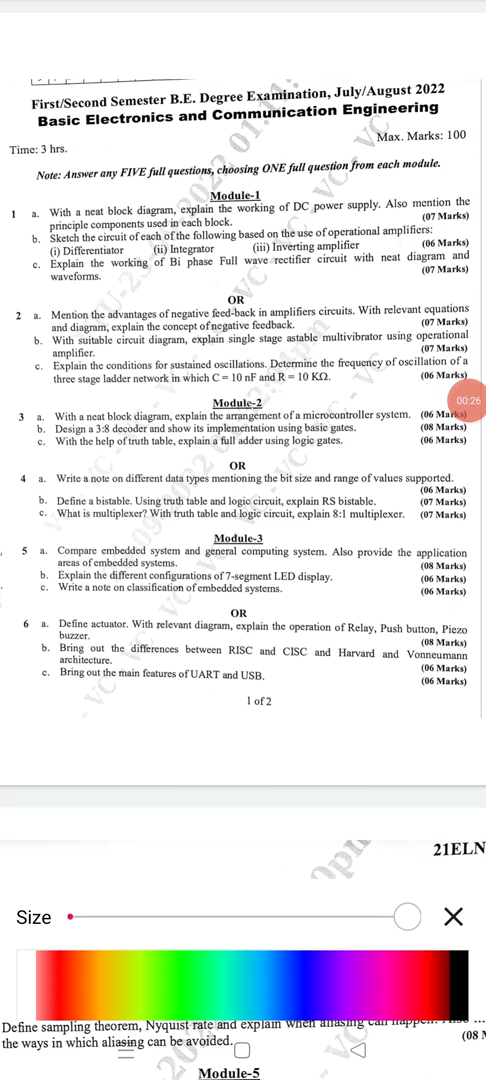 First/Second Semester B.E. Degree Examination, July/August 2022
Basic Electronics and Communication Engineering
Time: 3 hrs.
Max. Marks: 100
Note: Answer any FIVE full questions, choosing ONE full question from each module.
Module-1
1 a. With a neat block diagram, explain the working of DC power supply. Also mention the
principle components used in each block. (07 Marks)
b. Sketch the circuit of each of the following based on the use of operational amplifiers:
(i) Differentiator (ii) Integrator (iii) Inverting amplifier (06 Marks)
c. Explain the working of Bi phase Full wave rectifier circuit with neat diagram and
waveforms. (07 Marks)
OR
2 a. Mention the advantages of negative feed-back in amplifiers circuits. With relevant equations
and diagram, explain the concept of negative feedback. (07 Marks)
b. With suitable circuit diagram, explain single stage astable multivibrator using operational
amplifier. (07 Marks)
c. Explain the conditions for sustained oscillations. Determine the frequency of oscillation of a
three stage ladder network in which C = 10 nF and R = 10 KΩ. (06 Marks)
00:26
Module-2
3 a. With a neat block diagram, explain the arrangement of a microcontroller system. (06 Marks)
b. Design a 3:8 decoder and show its implementation using basic gates. (08 Marks)
c. With the help of truth table, explain a full adder using logic gates. (06 Marks)
OR
4 a. Write a note on different data types mentioning the bit size and range of values supported.
(06 Marks)
b. Define a bistable. Using truth table and logic circuit, explain RS bistable. (07 Marks)
c. What is multiplexer? With truth table and logic circuit, explain 8:1 multiplexer. (07 Marks)
Module-3
5 a. Compare embedded system and general computing system. Also provide the application
areas of embedded systems. (08 Marks)
b. Explain the different configurations of 7-segment LED display. (06 Marks)
c. Write a note on classification of embedded systems. (06 Marks)
OR
6 a. Define actuator. With relevant diagram, explain the operation of Relay, Push button, Piezo
buzzer. (08 Marks)
b. Bring out the differences between RISC and CISC and Harvard and Vonneumann
architecture. (06 Marks)
c. Bring out the main features of UART and USB. (06 Marks)
1 of 2
21ELN
Size
Define sampling theorem, Nyquist rate and explain when aliasing can happen.
the ways in which aliasing can be avoided. (08
Module-5